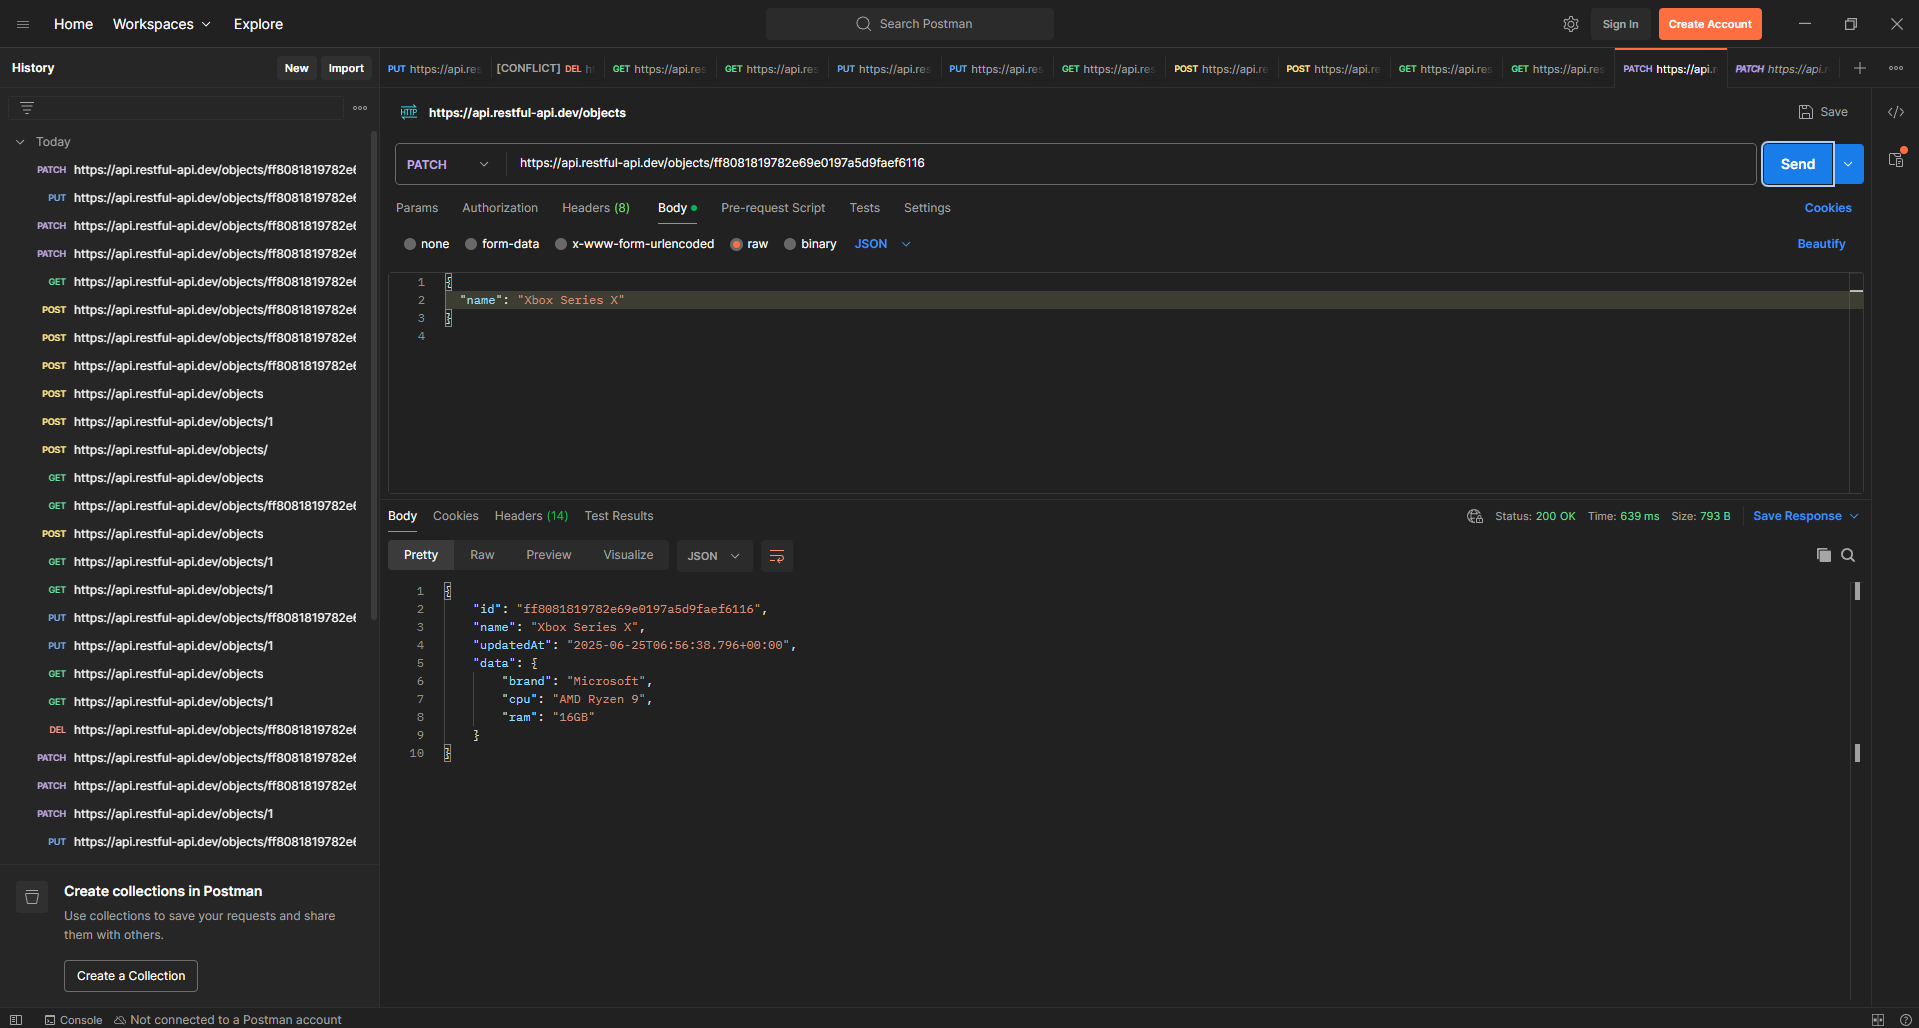 Home Workspaces Explore Search Postman Sign In Create Account
History New Import
PUT https://api.res [CONFLICT] DEL GET https://api.res GET https://api.res PUT https://api.res PUT https://api.res GET https://api.res POST https://api.re POST https://api.re GET https://api.res GET https://api.res PATCH https://api. PATCH https://api.r
Today
PATCH https://api.restful-api.dev/objects/ff8081819782e6
PUT https://api.restful-api.dev/objects/ff8081819782e6
PATCH https://api.restful-api.dev/objects/ff8081819782e6
PATCH https://api.restful-api.dev/objects/ff8081819782e6
GET https://api.restful-api.dev/objects/ff8081819782e6
POST https://api.restful-api.dev/objects/ff8081819782e6
POST https://api.restful-api.dev/objects/ff8081819782e6
POST https://api.restful-api.dev/objects/ff8081819782e6
POST https://api.restful-api.dev/objects
POST https://api.restful-api.dev/objects/1
POST https://api.restful-api.dev/objects/
GET https://api.restful-api.dev/objects
GET https://api.restful-api.dev/objects/ff8081819782e6
POST https://api.restful-api.dev/objects
GET https://api.restful-api.dev/objects/1
GET https://api.restful-api.dev/objects/1
PUT https://api.restful-api.dev/objects/ff8081819782e6
PUT https://api.restful-api.dev/objects/1
GET https://api.restful-api.dev/objects
GET https://api.restful-api.dev/objects/1
DEL https://api.restful-api.dev/objects/ff8081819782e6
PATCH https://api.restful-api.dev/objects/ff8081819782e6
PATCH https://api.restful-api.dev/objects/ff8081819782e6
PATCH https://api.restful-api.dev/objects/1
PUT https://api.restful-api.dev/objects/ff8081819782e6
Create collections in Postman
Use collections to save your requests and share
them with others.
Create a Collection
HTTP https://api.restful-api.dev/objects Save
PATCH https://api.restful-api.dev/objects/ff8081819782e69e0197a5d9faef6116 Send
Params Authorization Headers (8) Body Pre-request Script Tests Settings Cookies
none form-data x-www-form-urlencoded raw binary JSON Beautify
1 {
2 "name": "Xbox Series X"
3 }
4
Body Cookies Headers (14) Test Results Status: 200 OK Time: 639 ms Size: 793 B Save Response
Pretty Raw Preview Visualize JSON
1 {
2 "id": "ff8081819782e69e0197a5d9faef6116",
3 "name": "Xbox Series X",
4 "updatedAt": "2025-06-25T06:56:38.796+00:00",
5 "data": {
6 "brand": "Microsoft",
7 "cpu": "AMD Ryzen 9",
8 "ram": "16GB"
9 }
10 }
Console Not connected to a Postman account